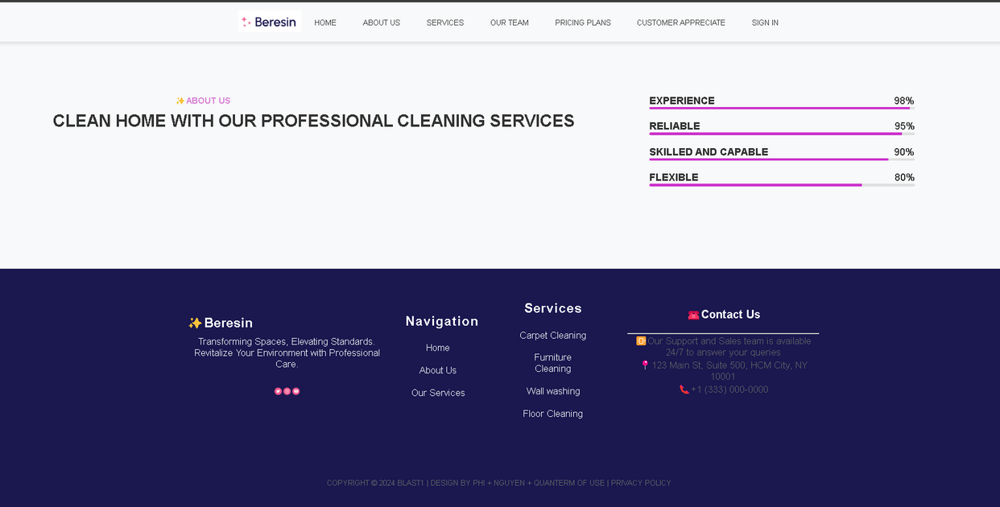 Beresin
HOME
ABOUT US
SERVICES
OUR TEAM
PRICING PLANS
CUSTOMER APPRECIATE
SIGN IN
✨ABOUT US
CLEAN HOME WITH OUR PROFESSIONAL CLEANING SERVICES
EXPERIENCE 98%
RELIABLE 95%
SKILLED AND CAPABLE 90%
FLEXIBLE 80%
✨Beresin
Transforming Spaces, Elevating Standards.
Revitalize Your Environment with Professional
Care.
Navigation
Home
About Us
Our Services
Services
Carpet Cleaning
Furniture
Cleaning
Wall washing
Floor Cleaning
☎️Contact Us
Our Support and Sales team is available
24/7 to answer your queries
📍123 Main St, Suite 500, HCM City, NY
10001
📞+1 (333) 000-0000
COPYRIGHT © 2024 BLAST1 | DESIGN BY PHI + NGUYEN + QUANTERM OF USE | PRIVACY POLICY